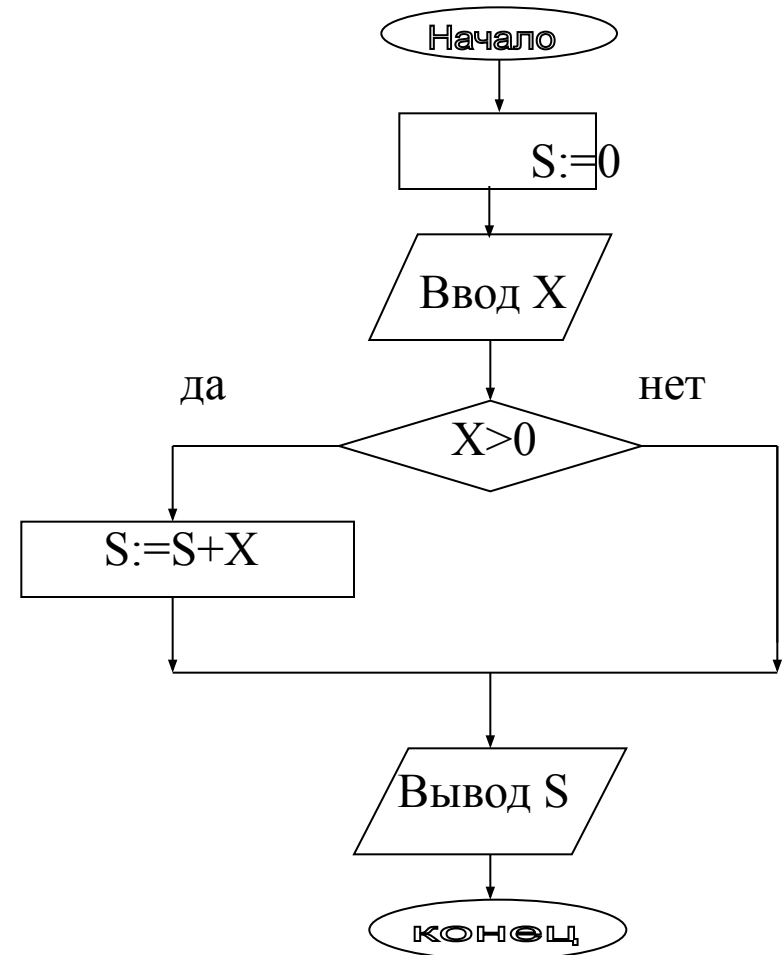 Начало
S:=0
Ввод X
да
нет
X>0
S:=S+X
Вывод S
конец